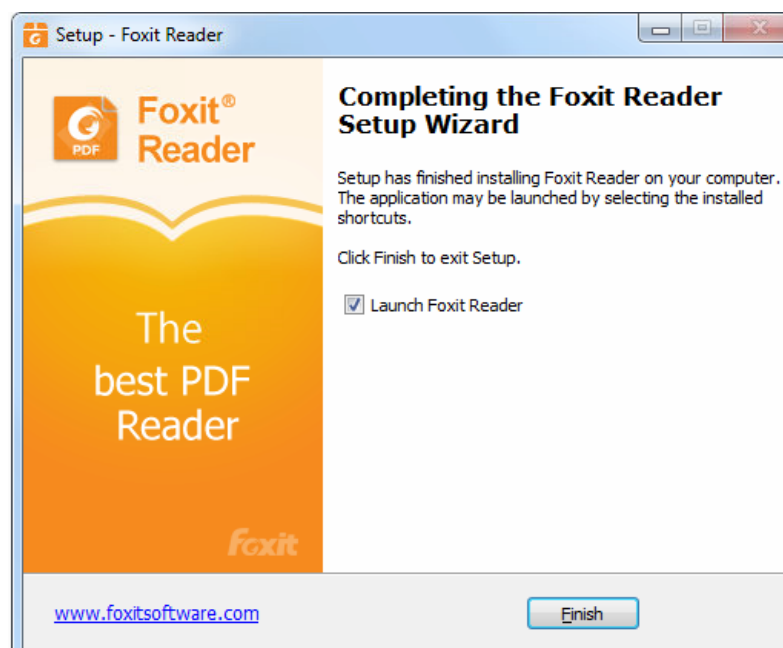 Setup - Foxit Reader
Foxit®
Reader
PDF
Completing the Foxit Reader
Setup Wizard
Setup has finished installing Foxit Reader on your computer.
The application may be launched by selecting the installed
shortcuts.
Click Finish to exit Setup.
Launch Foxit Reader
The
best PDF
Reader
foxit
www.foxitsoftware.com
Finish